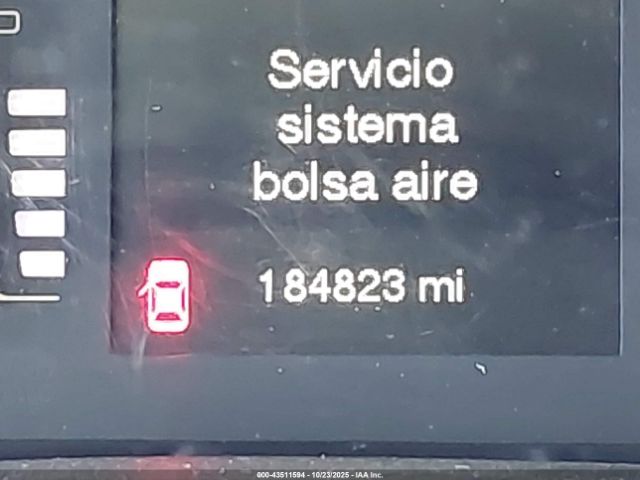 Servicio
sistema
bolsa aire
184823 mi
000-43511594 - 10/23/2025 - IAA Inc.